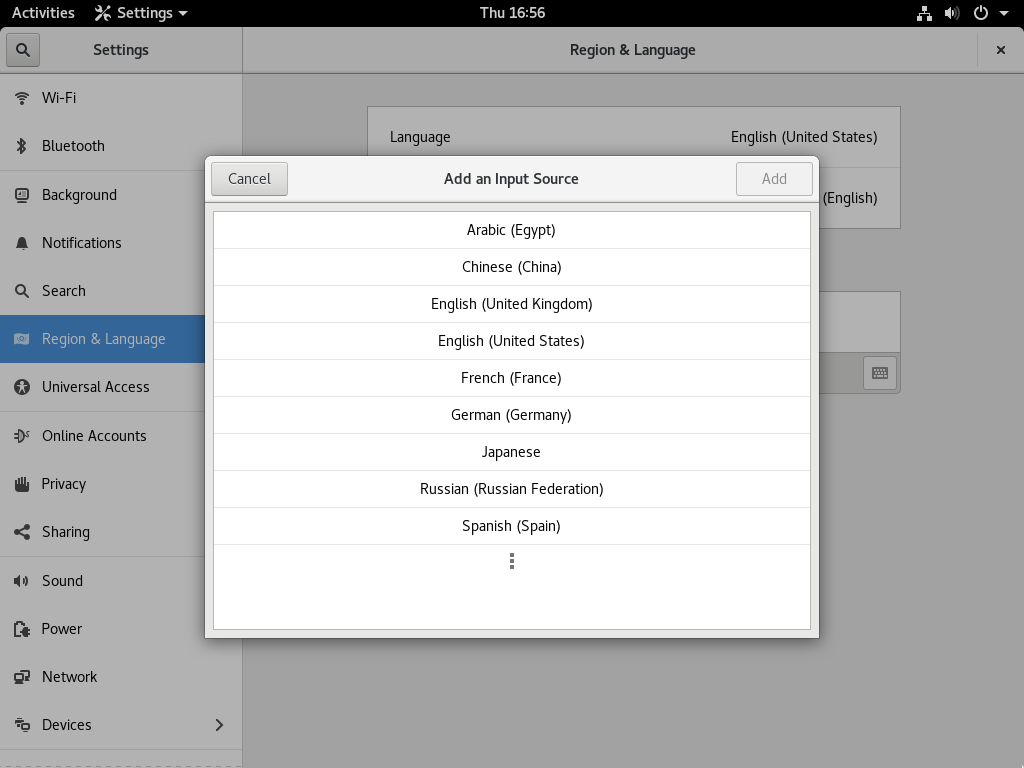 Activities Settings Thu 16:56
Settings Region & Language
Wi-Fi
Bluetooth
Background
Notifications
Search
Region & Language
Universal Access
Online Accounts
Privacy
Sharing
Sound
Power
Network
Devices
Language English (United States)
(English)
Cancel Add an Input Source Add
Arabic (Egypt)
Chinese (China)
English (United Kingdom)
English (United States)
French (France)
German (Germany)
Japanese
Russian (Russian Federation)
Spanish (Spain)